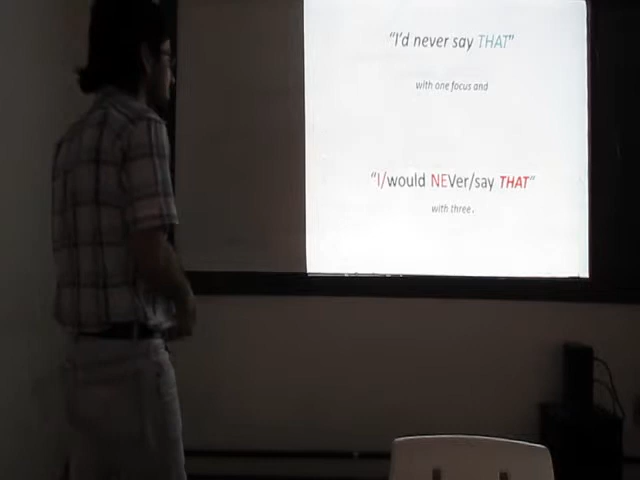 "I'd never say THAT"
with one focus and
"I/would NEVer/say THAT"
with three.